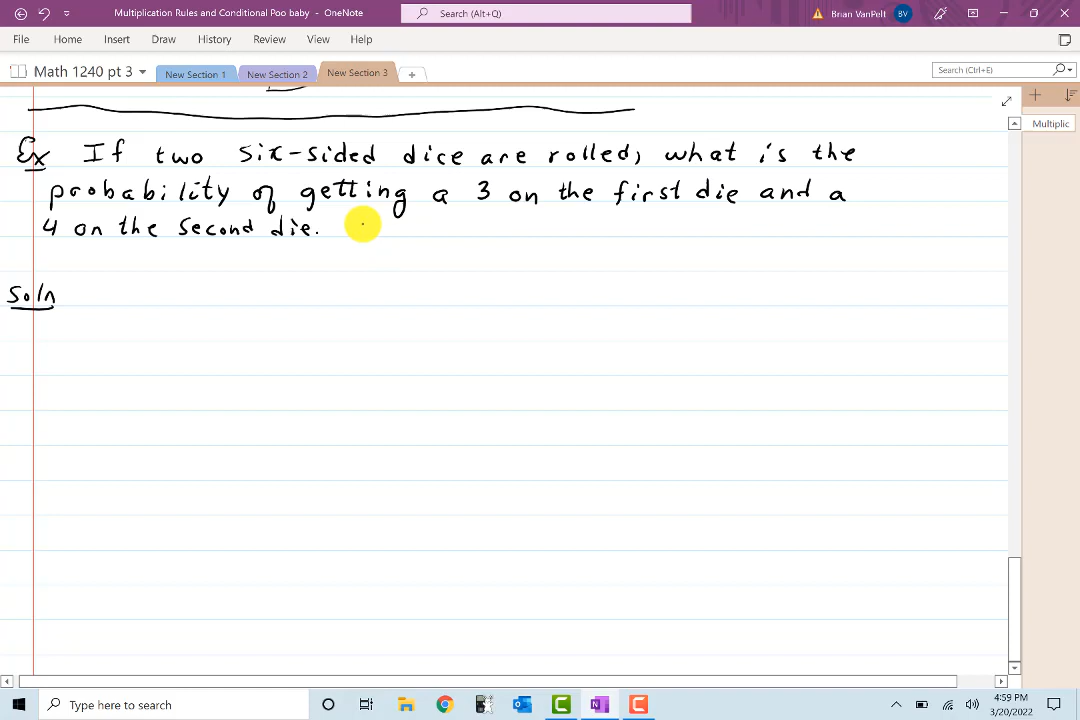 Multiplication Rules and Conditional Poo baby - OneNote
Search (Alt+Q)
Brian VanPelt
BV
File Home Insert Draw History Review View Help
Math 1240 pt 3
New Section 1
New Section 2
New Section 3
Search (Ctrl+E)
Multiplic
Ex If two six-sided dice are rolled, what is the
probability of getting a 3 on the first die and a
4 on the second die.
Soln
Type here to search
4:59 PM
3/20/2022